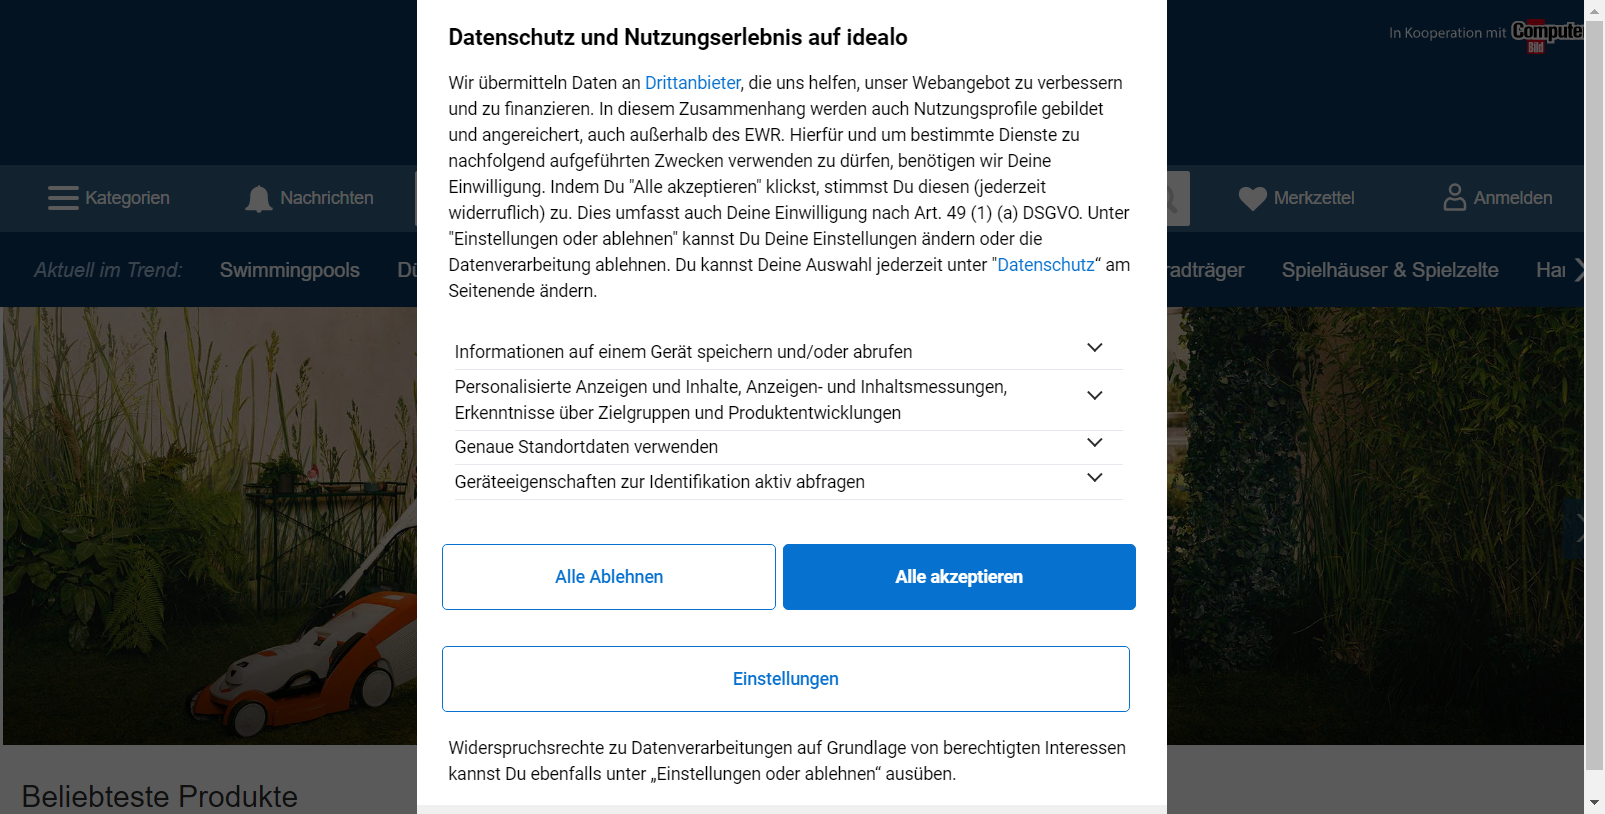 Datenschutz und Nutzungserlebnis auf idealo
In Kooperation mit Computer
Bild
Wir übermitteln Daten an Drittanbieter, die uns helfen, unser Webangebot zu verbessern
und zu finanzieren. In diesem Zusammenhang werden auch Nutzungsprofile gebildet
und angereichert, auch außerhalb des EWR. Hierfür und um bestimmte Dienste zu
nachfolgend aufgeführten Zwecken verwenden zu dürfen, benötigen wir Deine
Einwilligung. Indem Du "Alle akzeptieren" klickst, stimmst Du diesen (jederzeit
widerruflich) zu. Dies umfasst auch Deine Einwilligung nach Art. 49 (1) (a) DSGVO. Unter
"Einstellungen oder ablehnen" kannst Du Deine Einstellungen ändern oder die
Datenverarbeitung ablehnen. Du kannst Deine Auswahl jederzeit unter "Datenschutz“ am
Seitenende ändern.
Kategorien
Nachrichten
Merkzettel
Anmelden
Aktuell im Trend:
Swimmingpools
Dü
radträger
Spielhäuser & Spielzelte
Har
Informationen auf einem Gerät speichern und/oder abrufen
Personalisierte Anzeigen und Inhalte, Anzeigen- und Inhaltsmessungen,
Erkenntnisse über Zielgruppen und Produktentwicklungen
Genaue Standortdaten verwenden
Geräteeigenschaften zur Identifikation aktiv abfragen
Alle Ablehnen
Alle akzeptieren
Einstellungen
Widerspruchsrechte zu Datenverarbeitungen auf Grundlage von berechtigten Interessen
kannst Du ebenfalls unter „Einstellungen oder ablehnen“ ausüben.
Beliebteste Produkte